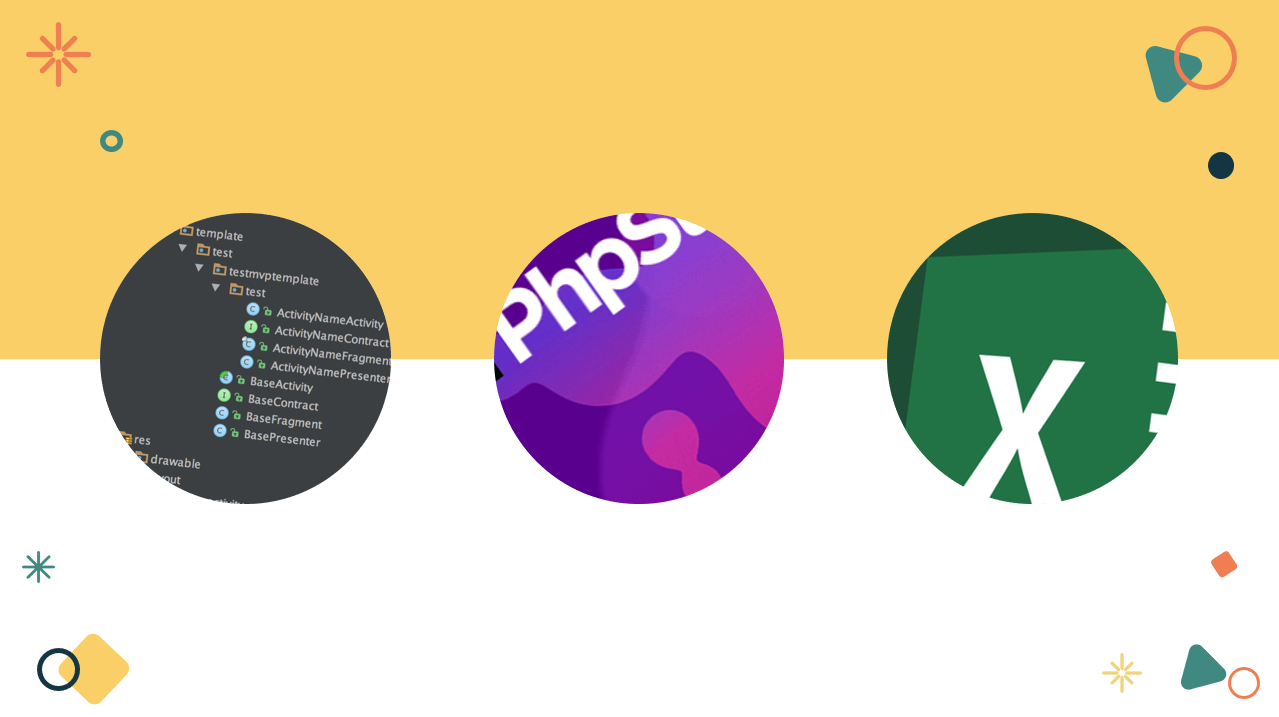 template
test
testmvptemplate
test
ActivityNameActivity
ActivityNameContract
ActivityNameFragment
ActivityNamePresenter
BaseActivity
BaseContract
BaseFragment
BasePresenter
res
drawable
PhpS
X